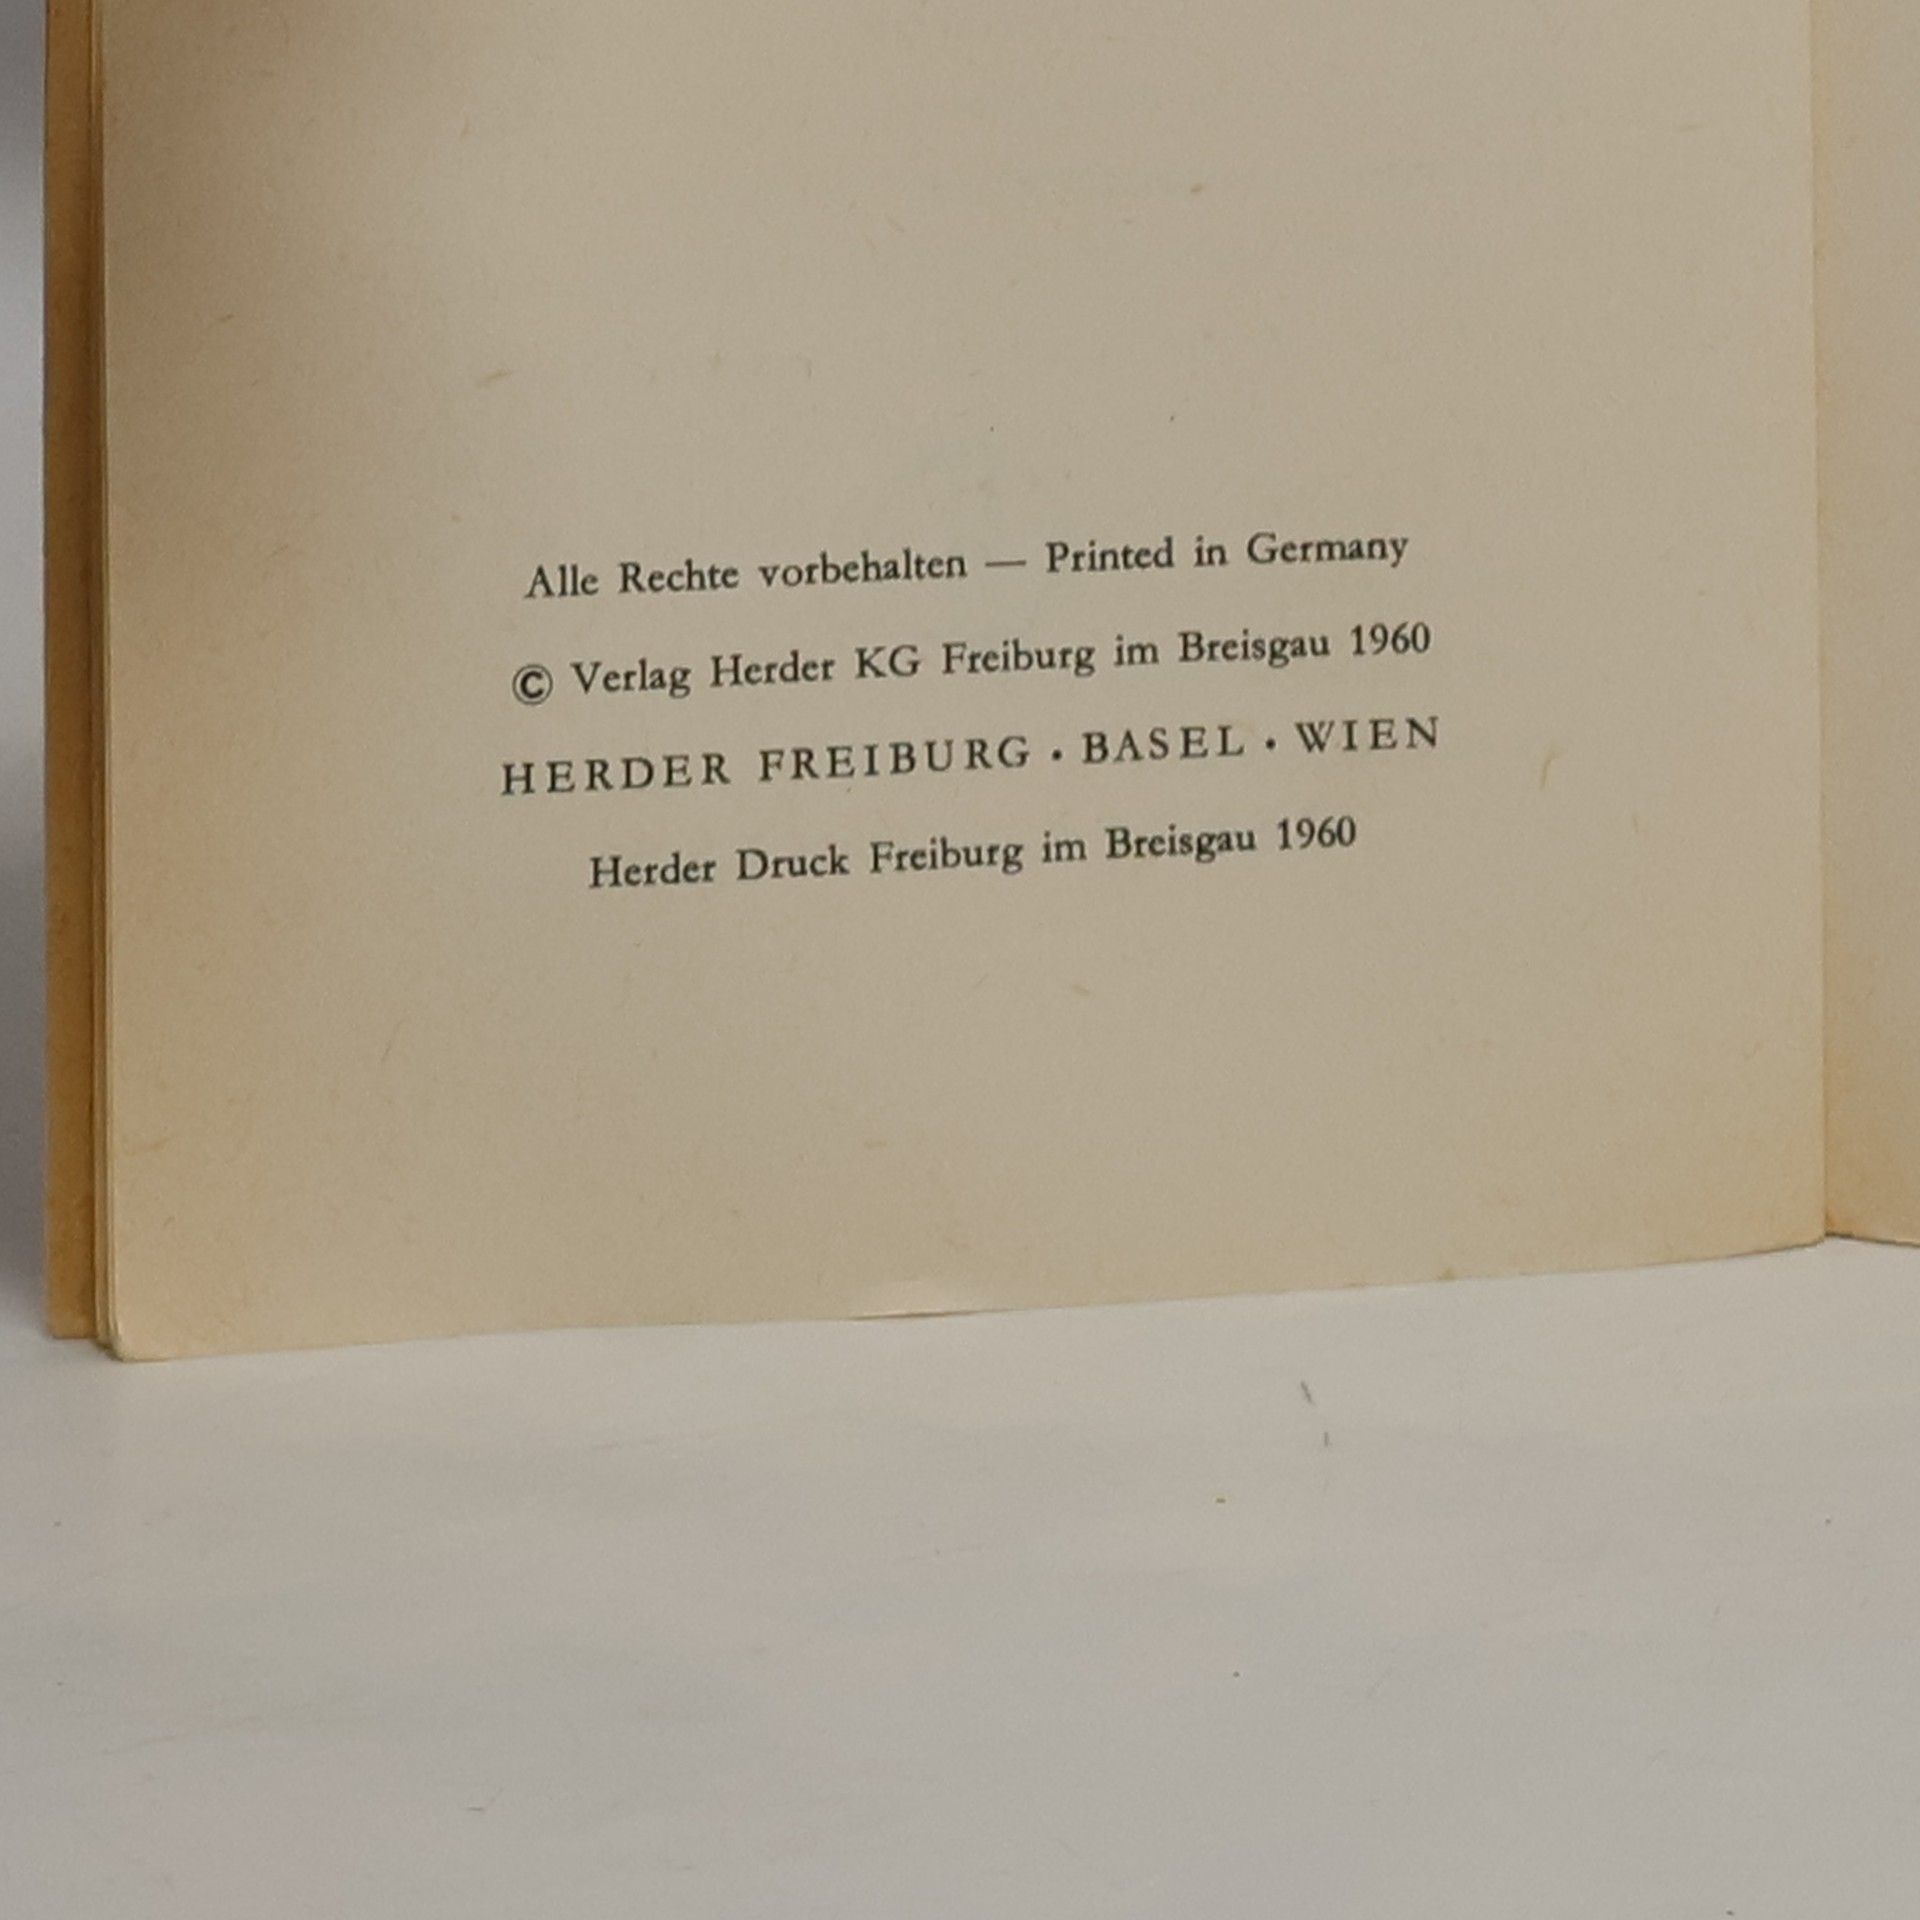 Alle Rechte vorbehalten — Printed in Germany
© Verlag Herder KG Freiburg im Breisgau 1960
HERDER FREIBURG · BASEL · WIEN
Herder Druck Freiburg im Breisgau 1960